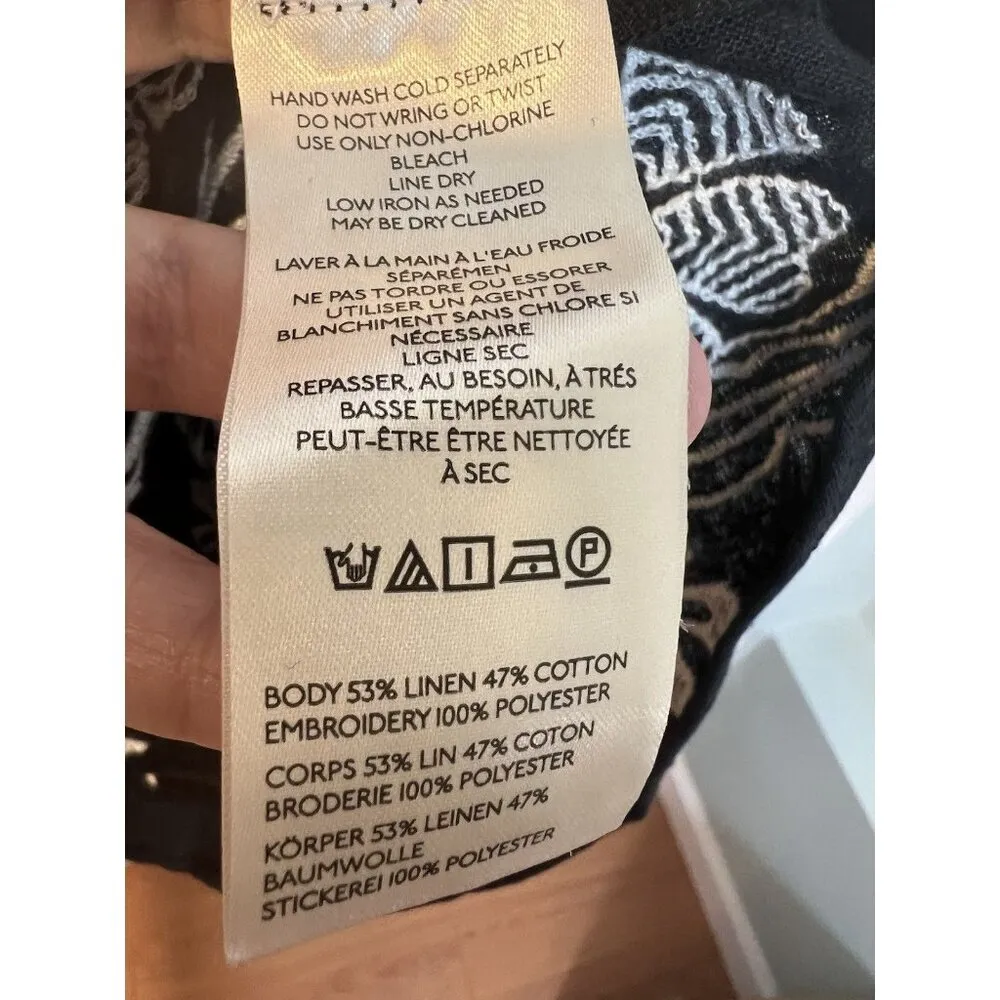 HAND WASH COLD SEPARATELY
DO NOT WRING OR TWIST
USE ONLY NON-CHLORINE
BLEACH
LINE DRY
LOW IRON AS NEEDED
MAY BE DRY CLEANED
LAVER À LA MAIN À L'EAU FROIDE
SÉPARÉMEN
NE PAS TORDRE OU ESSORER
UTILISER UN AGENT DE
BLANCHIMENT SANS CHLORE SI
NÉCESSAIRE
LIGNE SEC
REPASSER, AU BESOIN, À TRÉS
BASSE TEMPÉRATURE
PEUT-ÊTRE ÊTRE NETTOYÉE
À SEC
P
BODY 53% LINEN 47% COTTON
EMBROIDERY 100% POLYESTER
CORPS 53% LIN 47% COTON
BRODERIE 100% POLYESTER
KÖRPER 53% LEINEN 47%
BAUMWOLLE
STICKEREI 100% POLYESTER